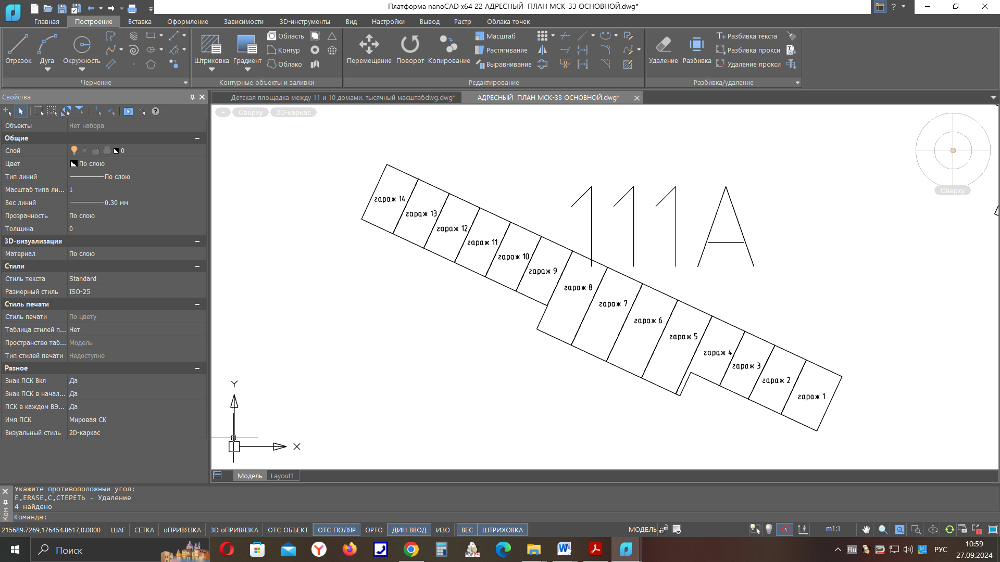 Платформа nanoCAD x64 22 АДРЕСНЫЙ  ПЛАН МСК-33 ОСНОВНОЙ.dwg*
Главная Построение Вставка Оформление Зависимости 3D-инструменты Вид Настройки Вывод Растр Облака точек
Отрезок Дуга Окружность
Черчение
Штриховка Градиент
Область
Контур
Облако
Контурные объекты и заливки
Перемещение Поворот Копирование
Масштаб
Растягивание
Выравнивание
Редактирование
Удаление Разбивка
Разбивка текста
Разбивка прокси
Удаление прокси
Разбивка/удаление
Свойства
Детская площадка между 11 и 10 домами. тысячный масштабdwg.dwg*
АДРЕСНЫЙ  ПЛАН МСК-33 ОСНОВНОЙ.dwg*
+ Сверху 2D-каркас
Объекты Нет набора
Общие
Слой 0
Цвет По слою
Тип линий По слою
Масштаб типа ли... 1
Вес линий 0.30 мм
Прозрачность По слою
Толщина 0
3D-визуализация
Материал По слою
Стили
Стиль текста Standard
Размерный стиль ISO-25
Стиль печати
Стиль печати По цвету
Таблица стилей п... Нет
Пространство таб... Модель
Тип стилей печати Недоступно
Разное
Знак ПСК Вкл Да
Знак ПСК в начал... Да
ПСК в каждом ВЭ... Да
Имя ПСК Мировая СК
Визуальный стиль 2D-каркас
Сверху
111А
гараж 14
гараж 13
гараж 12
гараж 11
гараж 10
гараж 9
гараж 8
гараж 7
гараж 6
гараж 5
гараж 4
гараж 3
гараж 2
гараж 1
Y
X
Модель Layout1
Ком
Укажите противоположный угол:
E,ERASE,С,СТЕРЕТЬ - Удаление
4 найдено
Команда:
215689.7269,176454.8617,0.0000 ШАГ СЕТКА оПРИВЯЗКА 3D оПРИВЯЗКА ОТС-ОБЪЕКТ ОТС-ПОЛЯР ОРТО ДИН-ВВОД ИЗО ВЕС ШТРИХОВКА МОДЕЛЬ m1:1
Поиск
PDF24
Ru
РУС
10:59
27.09.2024